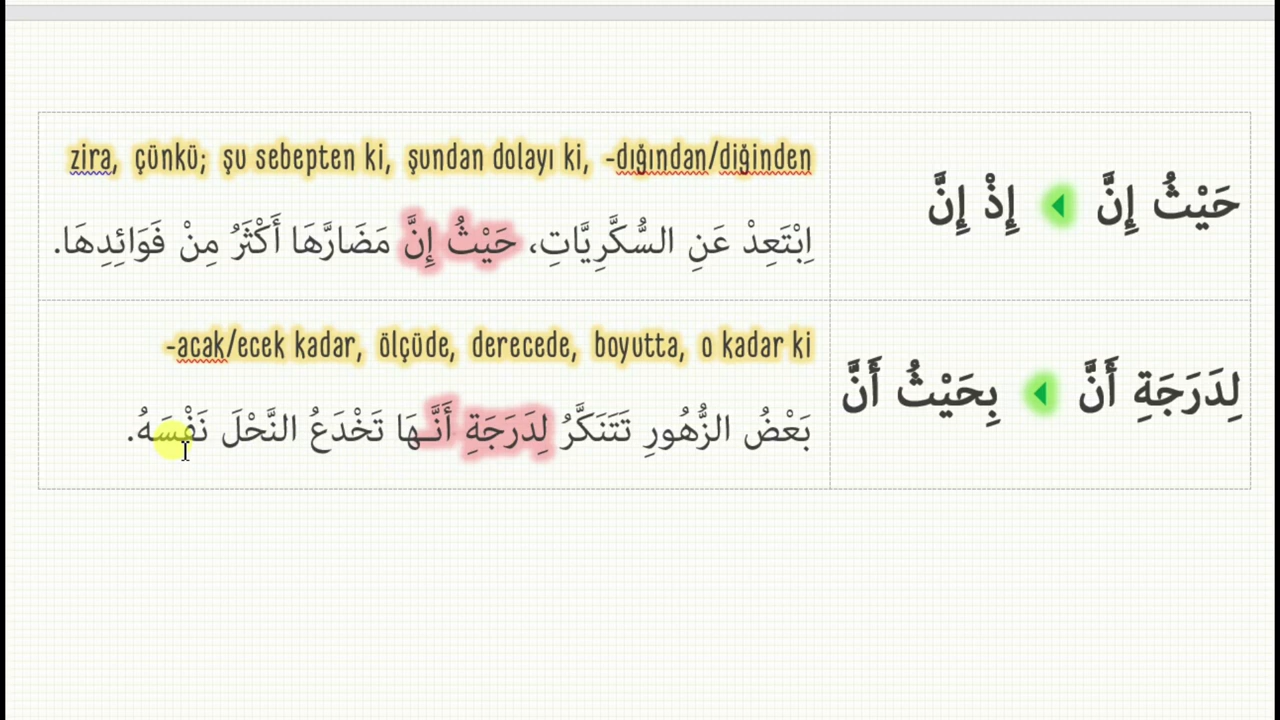 حَيْثُ إِنَّ ◄ إِذْ إِنَّ
zira, çünkü; şu sebepten ki, şundan dolayı ki, -dığından/diğinden
اِبْتَعِدْ عَنِ السُّكَّرِيَّاتِ، حَيْثُ إِنَّ مَضَارَّهَا أَكْثَرُ مِنْ فَوَائِدِهَا.
لِدَرَجَةِ أَنَّ ◄ بِحَيْثُ أَنَّ
-acak/ecek kadar, ölçüde, derecede, boyutta, o kadar ki
بَعْضُ الزُّهُورِ تَتَنَكَّرُ لِدَرَجَةِ أَنَّـهَا تَخْدَعُ النَّحْلَ نَفْسَهُ.